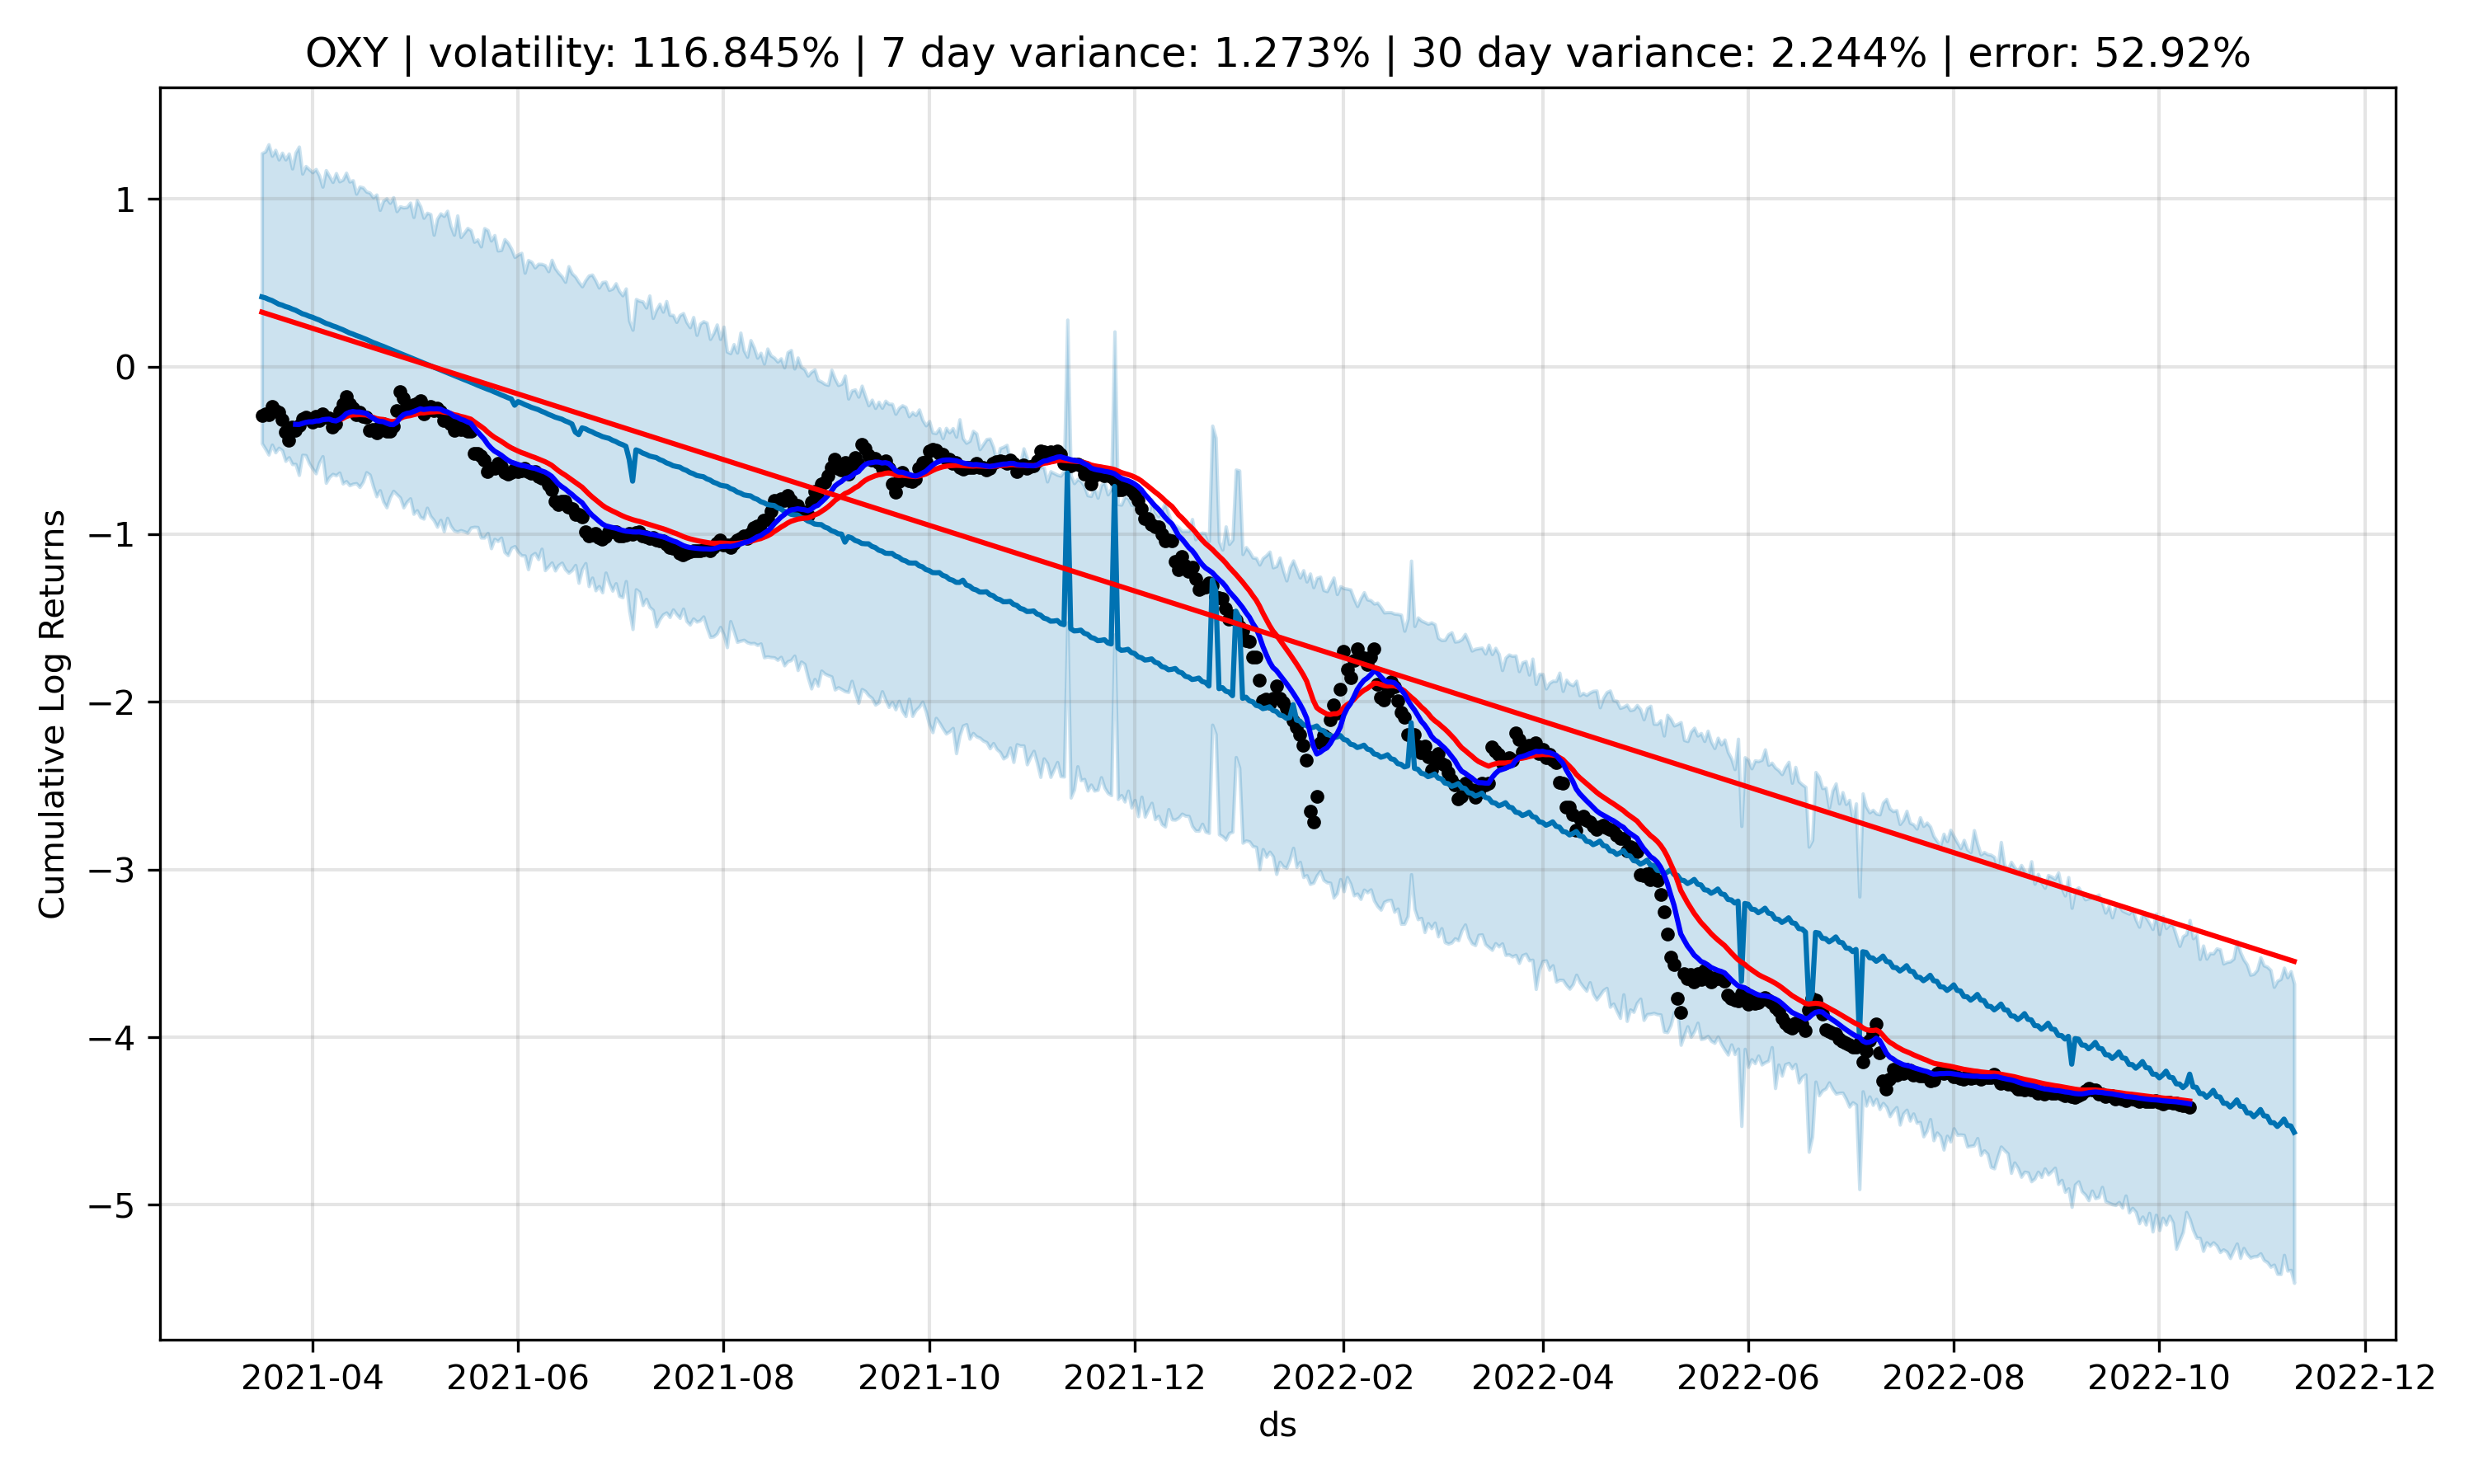 OXY | volatility: 116.845% | 7 day variance: 1.273% | 30 day variance: 2.244% | error: 52.92%
Cumulative Log Returns
1
0
−1
−2
−3
−4
−5
2021-04 2021-06 2021-08 2021-10 2021-12 2022-02 2022-04 2022-06 2022-08 2022-10 2022-12
ds